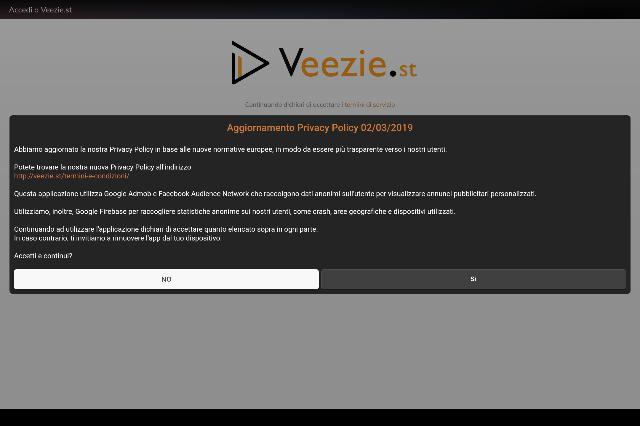 Accedi a Veezie.st
Veezie.st
Continuando dichiari di accettare i termini di servizio
Aggiornamento Privacy Policy 02/03/2019
Abbiamo aggiornato la nostra Privacy Policy in base alle nuove normative europee, in modo da essere più trasparente verso i nostri utenti.
Potete trovare la nostra nuova Privacy Policy all'indirizzo
http://veezie.st/termini-e-condizioni/
Questa applicazione utilizza Google Admob e Facebook Audience Network che raccolgono dati anonimi sull'utente per visualizzare annunci pubblicitari personalizzati.
Utilizziamo, inoltre, Google Firebase per raccogliere statistiche anonime sui nostri utenti, come crash, aree geografiche e dispositivi utilizzati.
Continuando ad utilizzare l'applicazione dichiari di accettare quanto elencato sopra in ogni parte.
In caso contrario, ti invitiamo a rimuovere l'app dal tuo dispositivo.
Accetti e continui?
NO
Si